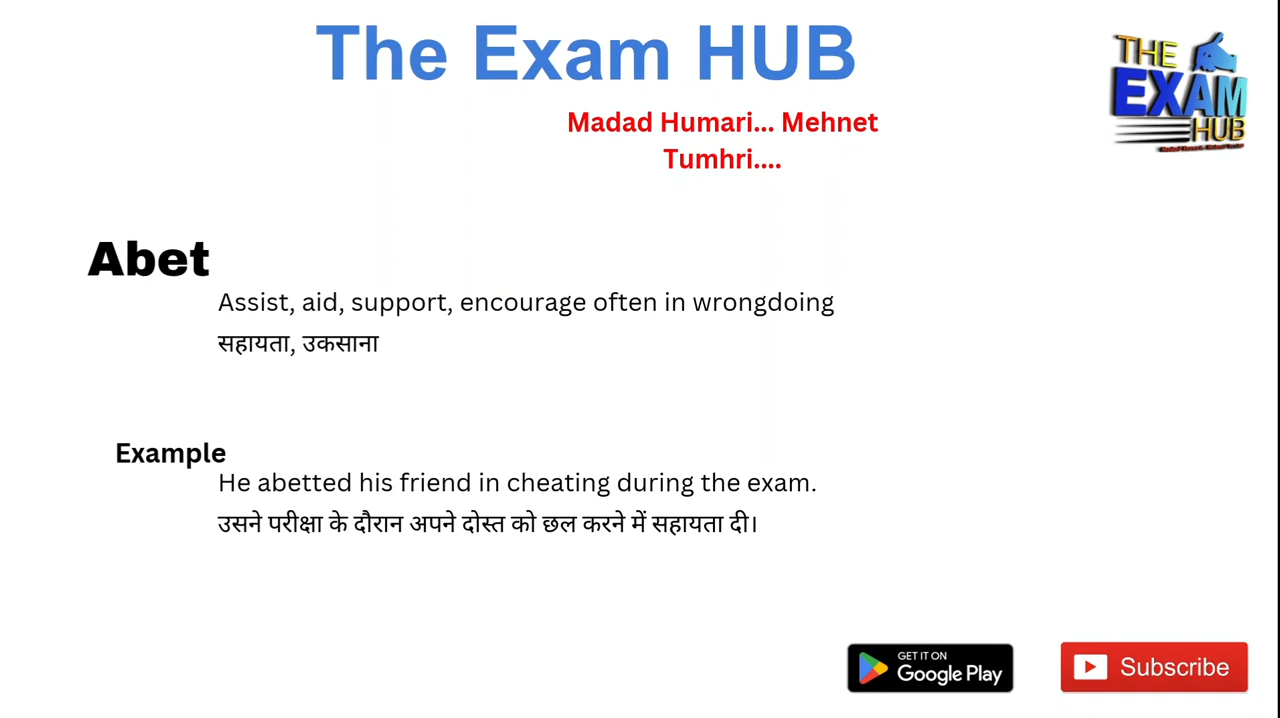 The Exam HUB
Madad Humari... Mehnet
Tumhri....
THE
EXAM
HUB
Abet
Assist, aid, support, encourage often in wrongdoing
सहायता, उकसाना
Example
He abetted his friend in cheating during the exam.
उसने परीक्षा के दौरान अपने दोस्त को छल करने में सहायता दी।
GET IT ON
Google Play
Subscribe